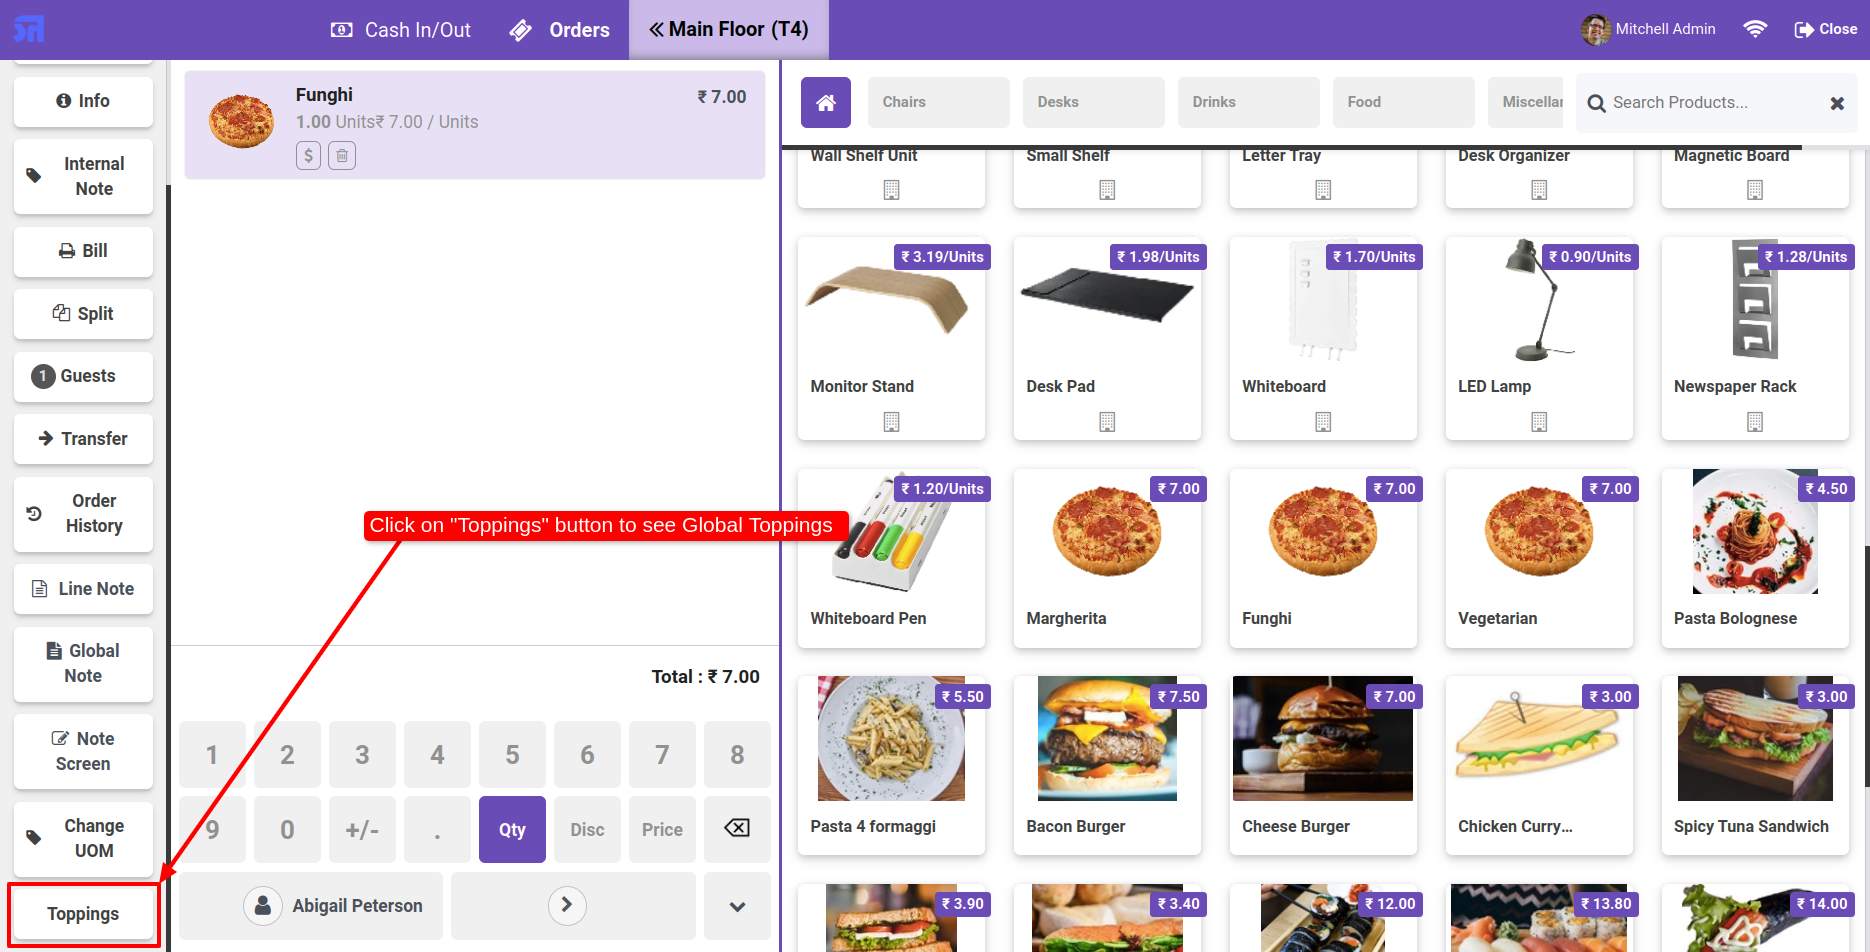 Cash In/Out
Orders
Main Floor (T4)
Mitchell Admin
Close
Info
Internal
Note
Bill
Split
1 Guests
Transfer
Order
History
Line Note
Global
Note
Note
Screen
Change
UOM
Toppings
Funghi
₹ 7.00
1.00 Units₹ 7.00 / Units
$
Click on "Toppings" button to see Global Toppings
Total : ₹ 7.00
1 2 3 4 5 6 7 8
9 0 +/- . Qty Disc Price
Abigail Peterson
Chairs
Desks
Drinks
Food
Miscellar
Search Products...
Wall Shelf Unit
Small Shelf
Letter Tray
Desk Organizer
Magnetic Board
₹ 3.19/Units
Monitor Stand
₹ 1.98/Units
Desk Pad
₹ 1.70/Units
Whiteboard
₹ 0.90/Units
LED Lamp
₹ 1.28/Units
Newspaper Rack
₹ 1.20/Units
Whiteboard Pen
₹ 7.00
Margherita
₹ 7.00
Funghi
₹ 7.00
Vegetarian
₹ 4.50
Pasta Bolognese
₹ 5.50
Pasta 4 formaggi
₹ 7.50
Bacon Burger
₹ 7.00
Cheese Burger
₹ 3.00
Chicken Curry...
₹ 3.00
Spicy Tuna Sandwich
₹ 3.90
₹ 3.40
₹ 12.00
₹ 13.80
₹ 14.00